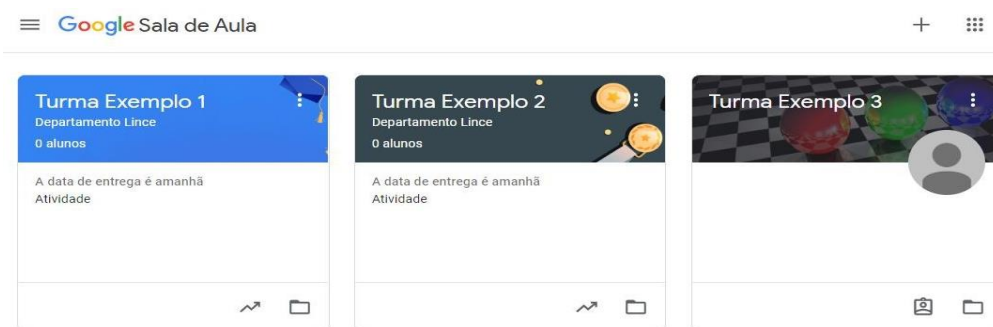 Google Sala de Aula
Turma Exemplo 1
Departamento Lince
0 alunos
A data de entrega é amanhã
Atividade
Turma Exemplo 2
Departamento Lince
0 alunos
A data de entrega é amanhã
Atividade
Turma Exemplo 3